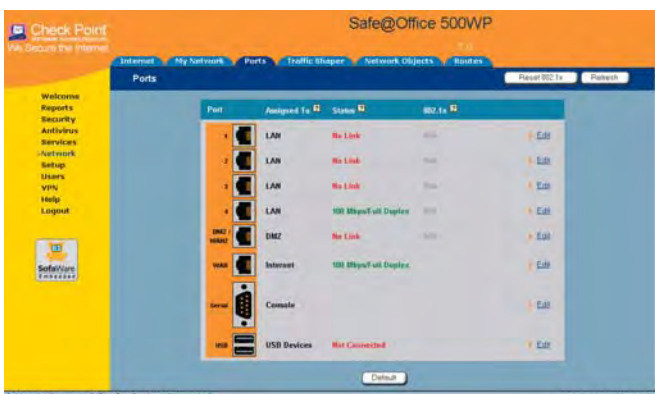 Check Point
We Secure the Internet
Safe@Office 500WP
Internet My Network Ports Traffic Shaper Network Objects Routes
Ports Reset 802.1x Refresh
Welcome
Reports
Security
Antivirus
Services
Network
Setup
Users
VPN
Help
Logout
SofaWare
Embedded
Port Assigned To Status 802.1x
1 LAN No Link N/A Edit
2 LAN No Link N/A Edit
3 LAN No Link N/A Edit
4 LAN 100 Mbps/Full Duplex N/A Edit
DMZ / WAN2 DMZ No Link N/A Edit
WAN Internet 100 Mbps/Full Duplex Edit
Serial Console Edit
USB USB Devices Not Connected Edit
Default